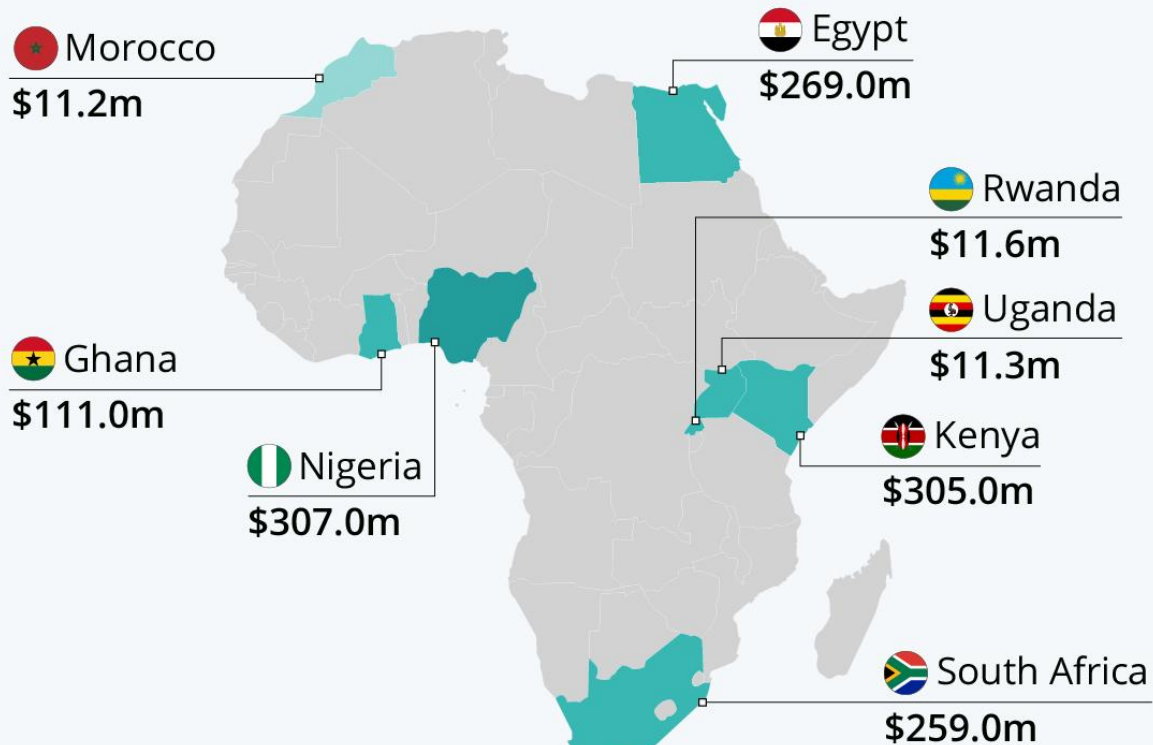 Morocco
$11.2m
Egypt
$269.0m
Rwanda
$11.6m
Uganda
$11.3m
Ghana
$111.0m
Kenya
$305.0m
Nigeria
$307.0m
South Africa
$259.0m